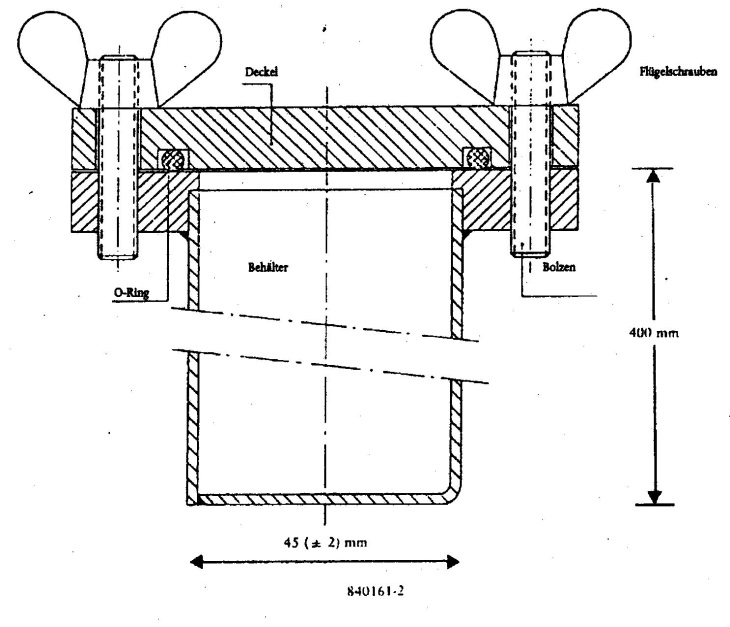 Deckel
Flügelschrauben
Behälter
Bolzen
O-Ring
400 mm
45 (± 2) mm
840161-2